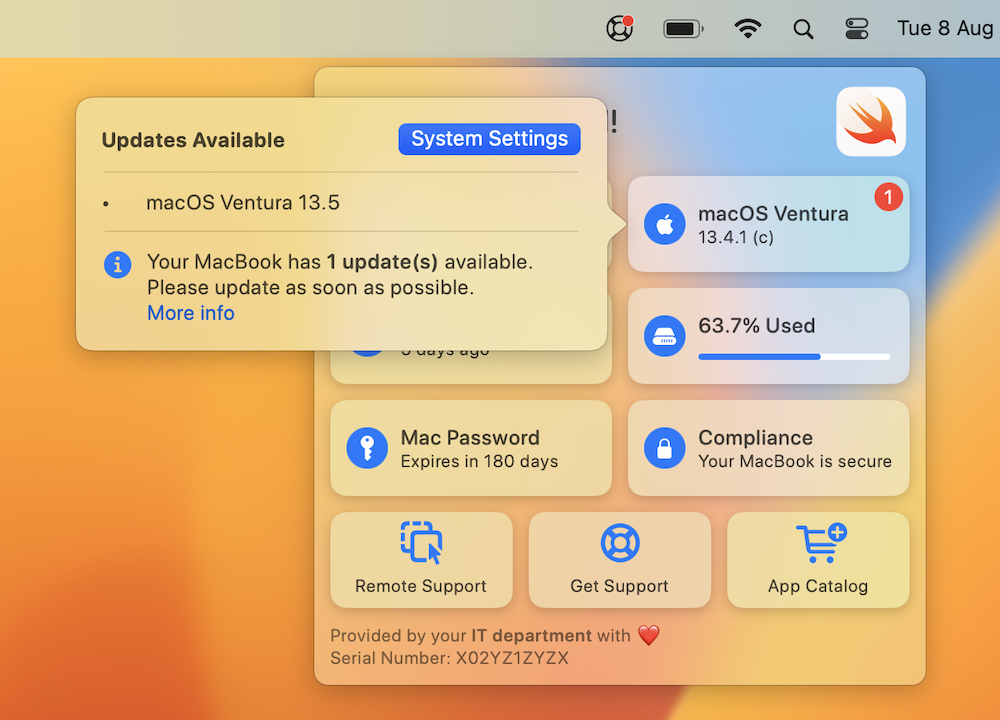 Tue 8 Aug
!
Updates Available
System Settings
• macOS Ventura 13.5
Your MacBook has 1 update(s) available.
Please update as soon as possible.
More info
macOS Ventura
13.4.1 (c)
1
63.7% Used
days ago
Mac Password
Expires in 180 days
Compliance
Your MacBook is secure
Remote Support
Get Support
App Catalog
Provided by your IT department with ❤️
Serial Number: X02YZ1ZYZX